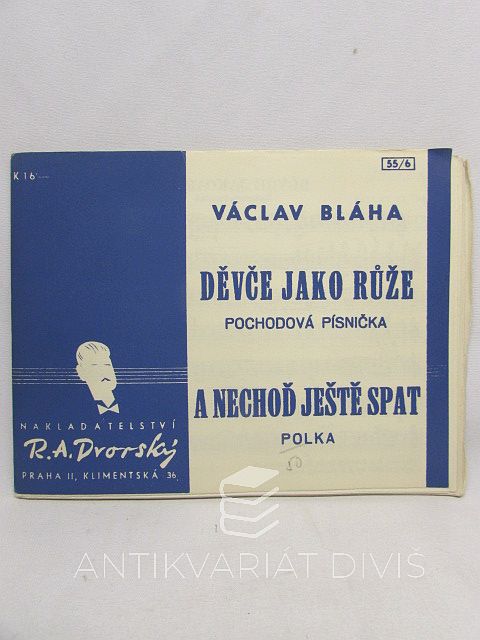 K 16
55/6
VÁCLAV BLÁHA
DĚVČE JAKO RŮŽE
POCHODOVÁ PÍSNIČKA
A NECHOĎ JEŠTĚ SPAT
POLKA
50
NAKLADATELSTVÍ
R.A.Dvorský
PRAHA II, KLIMENTSKÁ 36.
ANTIKVARIÁT DIVIŠ